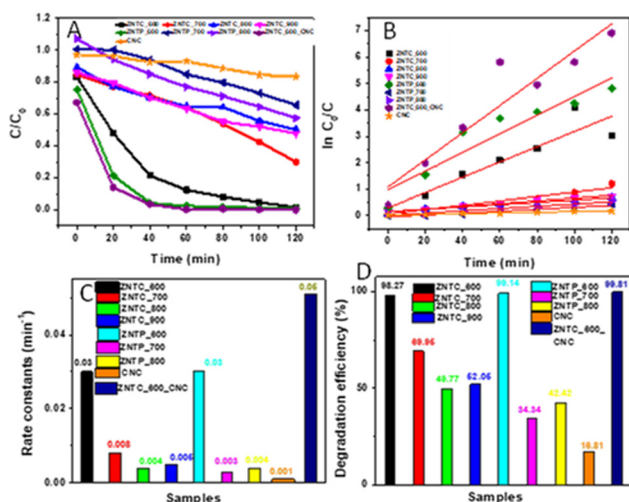 A
ZNTC_600 ZNTC_700 ZNTC_800 ZNTC_900
ZNTP_600 ZNTP_700 ZNTP_800 ZNTC_600_CNC
CNC
C/C0
1.2
1.0
0.8
0.6
0.4
0.2
0.0
0 20 40 60 80 100 120
Time (min)
B
ZNTC_600
ZNTC_700
ZNTC_800
ZNTC_900
ZNTP_600
ZNTP_700
ZNTP_800
ZNTC_600_CNC
CNC
ln C0/C
7
6
5
4
3
2
1
0
0 20 40 60 80 100 120
Time (min)
C
ZNTC_600
ZNTC_700
ZNTC_800
ZNTC_900
ZNTP_600
ZNTP_700
ZNTP_800
CNC
ZNTC_600_CNC
Rate constants (min-1)
0.04
0.02
0.00
0.03
0.008
0.004
0.03
0.003
0.004
0.001
Samples
D
ZNTC_600
ZNTC_700
ZNTC_800
ZNTC_900
ZNTP_600
ZNTP_700
ZNTP_800
CNC
ZNTC_600_
CNC
Degradation efficiency (%)
100
50
0
98.27
69.95
49.77
52.06
99.14
34.34
42.42
16.81
99.81
Samples